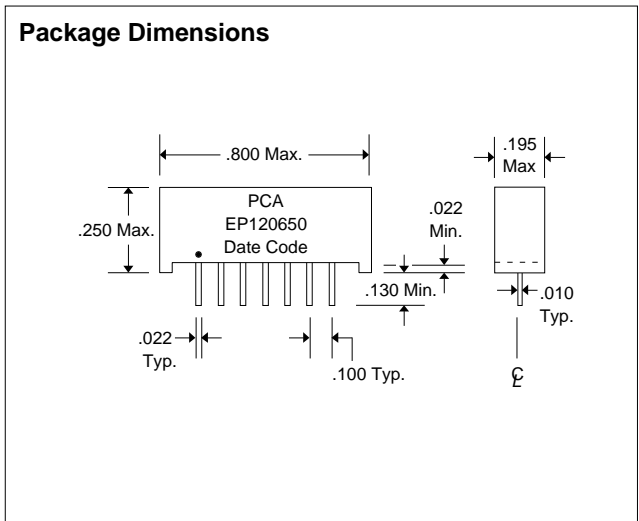 Package Dimensions
.800 Max.
.195
Max
PCA
EP120650
Date Code
.250 Max.
.022
Min.
.130 Min.
.010
Typ.
.022
Typ.
.100 Typ.
℄